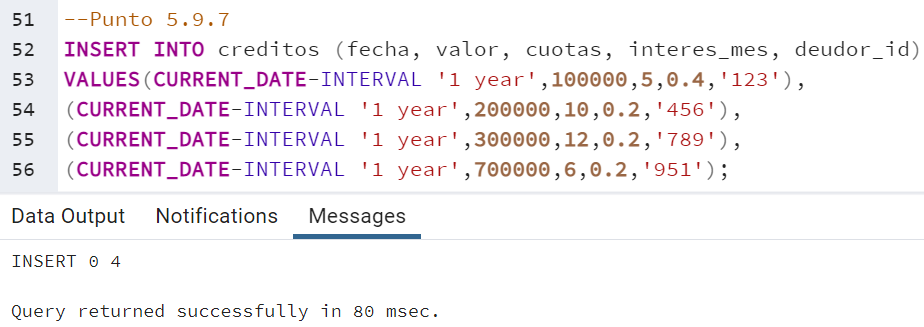 51 --Punto 5.9.7
52 INSERT INTO creditos (fecha, valor, cuotas, interes_mes, deudor_id)
53 VALUES(CURRENT_DATE-INTERVAL '1 year',100000,5,0.4,'123'),
54 (CURRENT_DATE-INTERVAL '1 year',200000,10,0.2,'456'),
55 (CURRENT_DATE-INTERVAL '1 year',300000,12,0.2,'789'),
56 (CURRENT_DATE-INTERVAL '1 year',700000,6,0.2,'951');
Data Output Notifications Messages
INSERT 0 4
Query returned successfully in 80 msec.